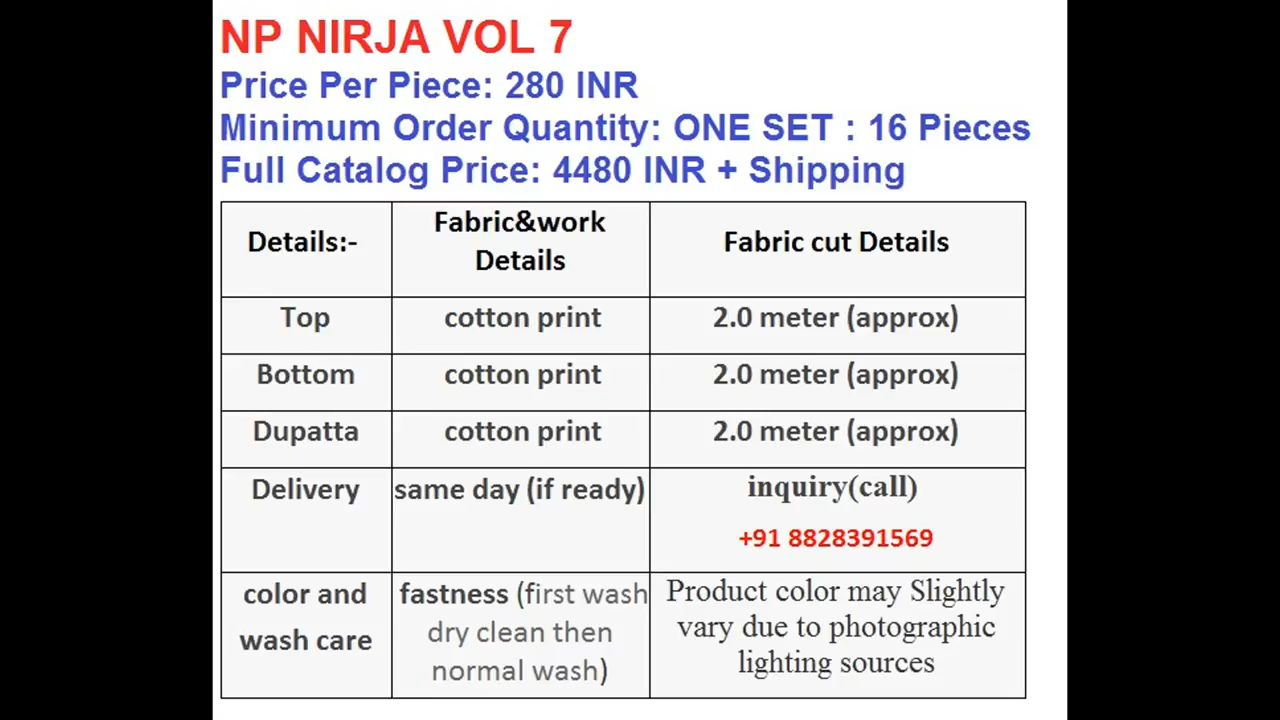 NP NIRJA VOL 7
Price Per Piece: 280 INR
Minimum Order Quantity: ONE SET : 16 Pieces
Full Catalog Price: 4480 INR + Shipping
Details:-
Fabric&work
Details
Fabric cut Details
Top
cotton print
2.0 meter (approx)
Bottom
cotton print
2.0 meter (approx)
Dupatta
cotton print
2.0 meter (approx)
Delivery
same day (if ready)
inquiry(call)
+91 8828391569
color and
wash care
fastness (first wash
dry clean then
normal wash)
Product color may Slightly
vary due to photographic
lighting sources